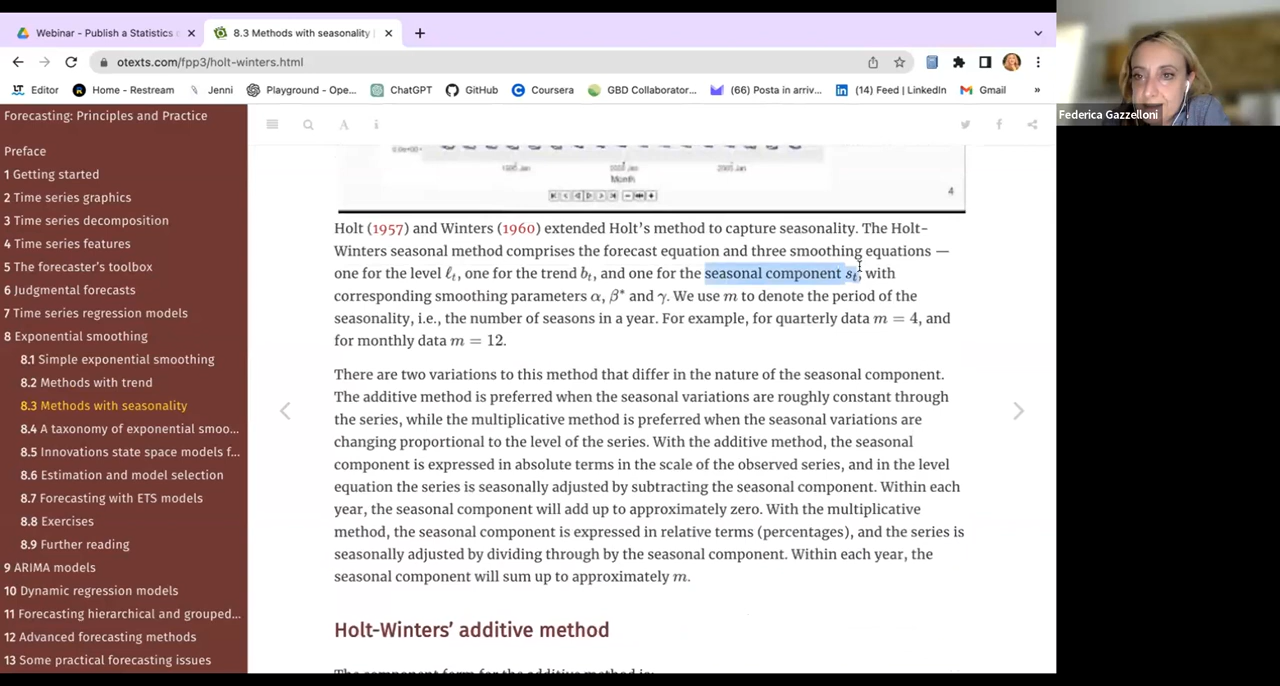 Webinar - Publish a Statistics
8.3 Methods with seasonality |
otexts.com/fpp3/holt-winters.html
Editor
Home - Restream
Jenni
Playground - Ope...
ChatGPT
GitHub
Coursera
GBD Collaborator...
(66) Posta in arriv...
(14) Feed | LinkedIn
Gmail
»
Federica Gazzelloni
Forecasting: Principles and Practice
Preface
1 Getting started
2 Time series graphics
3 Time series decomposition
4 Time series features
5 The forecaster's toolbox
6 Judgmental forecasts
7 Time series regression models
8 Exponential smoothing
8.1 Simple exponential smoothing
8.2 Methods with trend
8.3 Methods with seasonality
8.4 A taxonomy of exponential smoo...
8.5 Innovations state space models f...
8.6 Estimation and model selection
8.7 Forecasting with ETS models
8.8 Exercises
8.9 Further reading
9 ARIMA models
10 Dynamic regression models
11 Forecasting hierarchical and grouped...
12 Advanced forecasting methods
13 Some practical forecasting issues
Month
4
Holt (1957) and Winters (1960) extended Holt's method to capture seasonality. The Holt-
Winters seasonal method comprises the forecast equation and three smoothing equations —
one for the level ℓt, one for the trend bt, and one for the seasonal component st, with
corresponding smoothing parameters α, β* and γ. We use m to denote the period of the
seasonality, i.e., the number of seasons in a year. For example, for quarterly data m = 4, and
for monthly data m = 12.
There are two variations to this method that differ in the nature of the seasonal component.
The additive method is preferred when the seasonal variations are roughly constant through
the series, while the multiplicative method is preferred when the seasonal variations are
changing proportional to the level of the series. With the additive method, the seasonal
component is expressed in absolute terms in the scale of the observed series, and in the level
equation the series is seasonally adjusted by subtracting the seasonal component. Within each
year, the seasonal component will add up to approximately zero. With the multiplicative
method, the seasonal component is expressed in relative terms (percentages), and the series is
seasonally adjusted by dividing through by the seasonal component. Within each year, the
seasonal component will sum up to approximately m.
Holt-Winters' additive method
The component form for the additive method is: